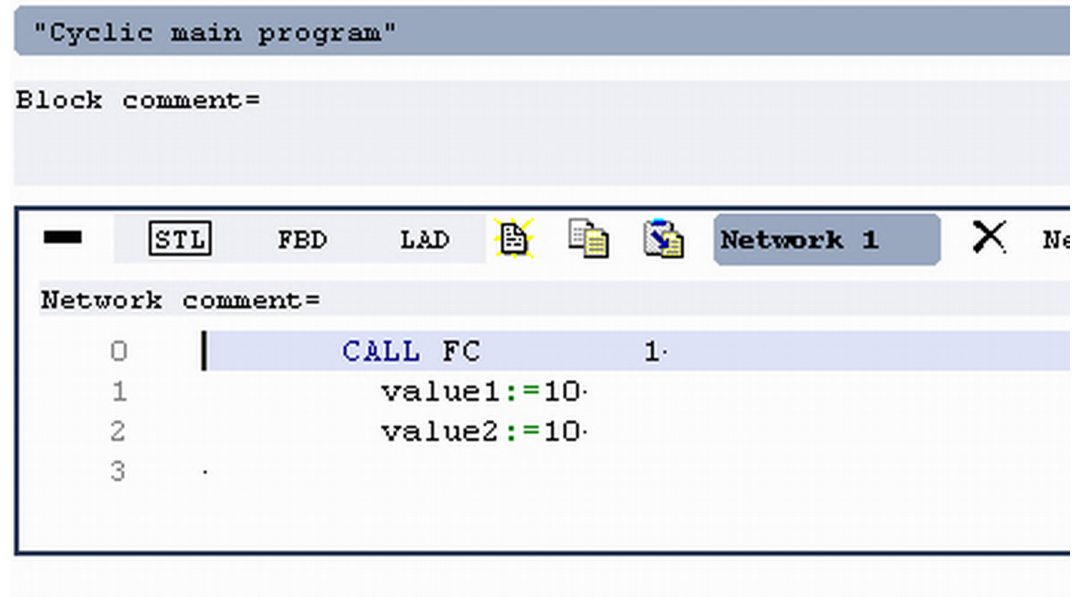 "Cyclic main program"
Block comment=
STL FBD LAD Network 1 Ne
Network comment=
0 CALL FC 1
1 value1:=10
2 value2:=10
3